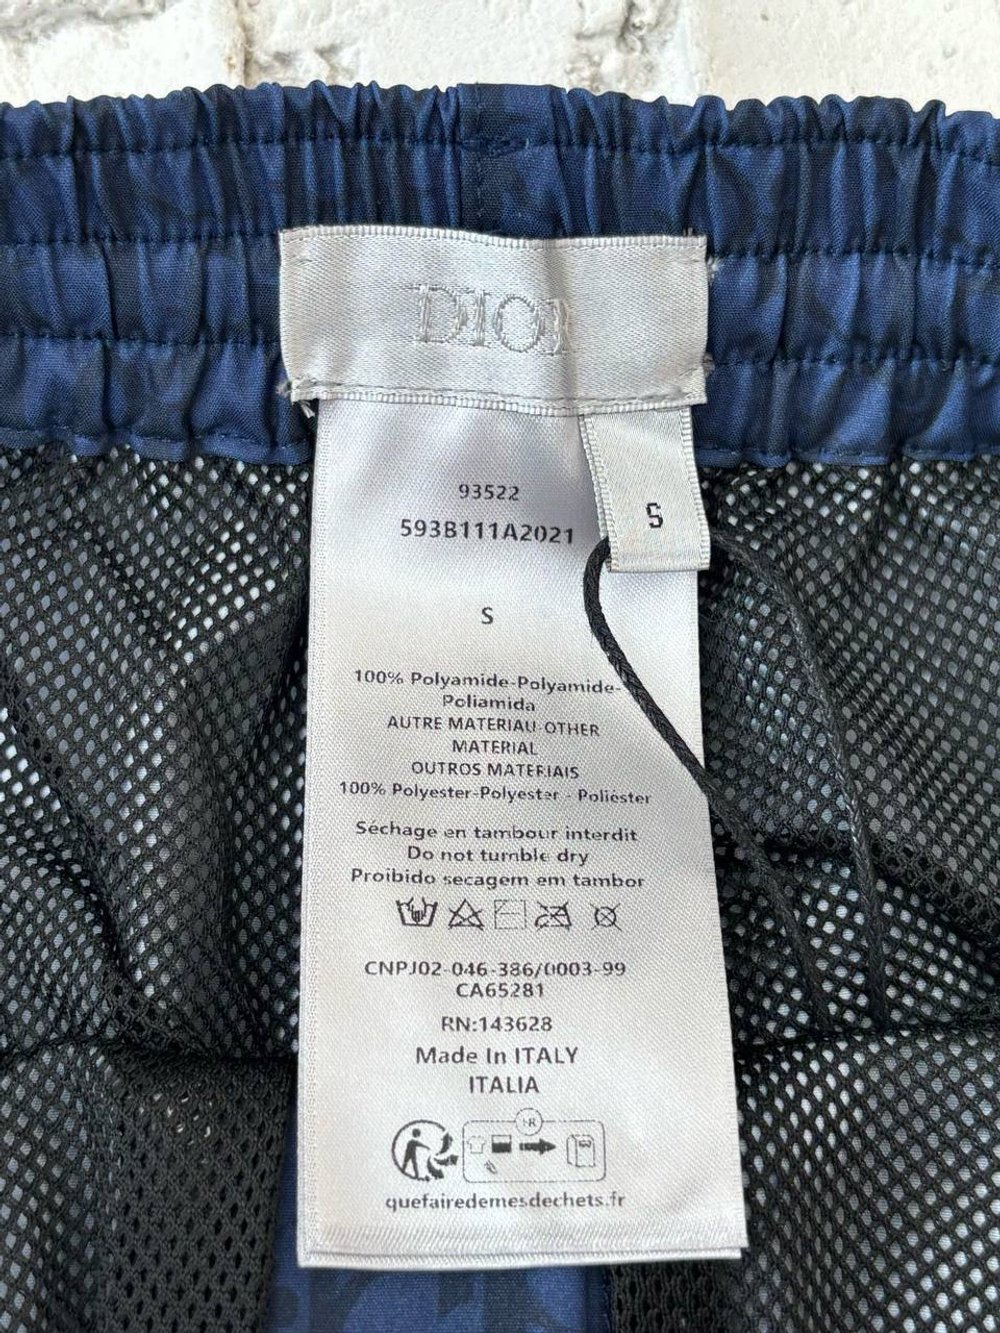 DIOR
S
93522
593B111A2021
S
100% Polyamide-Polyamide-
Poliamida
AUTRE MATERIAU-OTHER
MATERIAL
OUTROS MATERIAIS
100% Polyester-Polyester - Poliéster
Séchage en tambour interdit
Do not tumble dry
Proibido secagem em tambor
CNPJ02-046-386/0003-99
CA65281
RN:143628
Made In ITALY
ITALIA
FR
quefairedemesdechets.fr